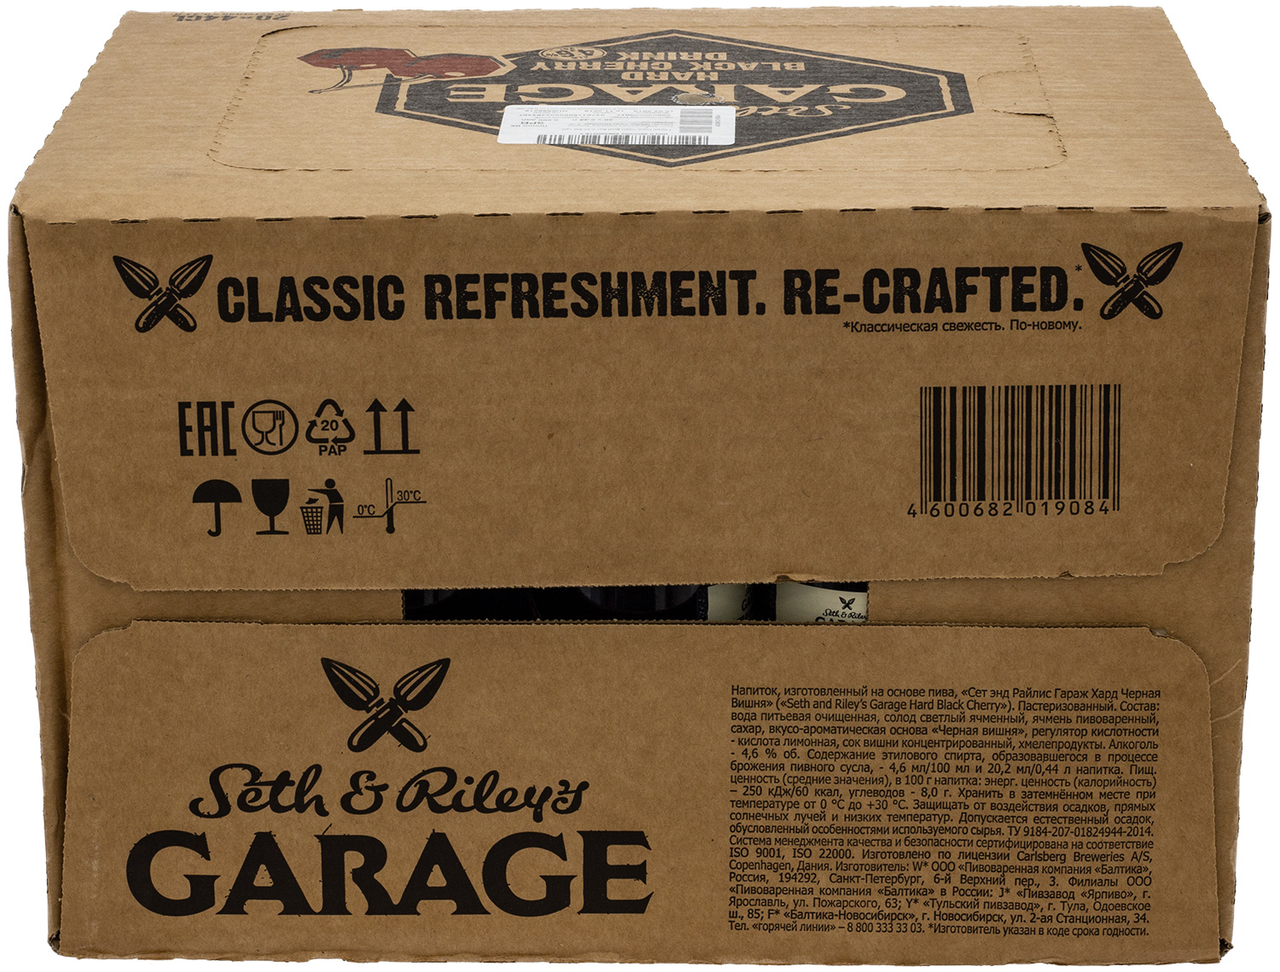 20×44CL
DRINK
BLACK CHERRY
HARD
GARAGE
Seth
CLASSIC REFRESHMENT. RE-CRAFTED.*
*Классическая свежесть. По-новому.
EAC
20
PAP
0°C
30°C
4 600682 019084
Seth & Riley
Seth & Riley's
GARAGE
Напиток, изготовленный на основе пива, «Сет энд Райлис Гараж Хард Черная
Вишня» («Seth and Riley's Garage Hard Black Cherry»). Пастеризованный. Состав:
вода питьевая очищенная, солод светлый ячменный, ячмень пивоваренный,
сахар, вкусо-ароматическая основа «Черная вишня», регулятор кислотности
- кислота лимонная, сок вишни концентрированный, хмелепродукты. Алкоголь
- 4,6 % об. Содержание этилового спирта, образовавшегося в процессе
брожения пивного сусла, - 4,6 мл/100 мл и 20,2 мл/0,44 л напитка. Пищ.
ценность (средние значения), в 100 г напитка: энерг. ценность (калорийность)
– 250 кДж/60 ккал, углеводов - 8,0 г. Хранить в затемнённом месте при
температуре от 0 °С до +30 °С. Защищать от воздействия осадков, прямых
солнечных лучей и низких температур. Допускается естественный осадок,
обусловленный особенностями используемого сырья. ТУ 9184-207-01824944-2014.
Система менеджмента качества и безопасности сертифицирована на соответствие
ISO 9001, ISO 22000. Изготовлено по лицензии Carlsberg Breweries A/S,
Copenhagen, Дания. Изготовитель: W* ООО «Пивоваренная компания «Балтика»,
Россия, 194292, Санкт-Петербург, 6-й Верхний пер., 3. Филиалы ООО
«Пивоваренная компания «Балтика» в России: J* «Пивзавод «Ярпиво», г.
Ярославль, ул. Пожарского, 63; Y* «Тульский пивзавод», г. Тула, Одоевское
ш., 85; F* «Балтика-Новосибирск», г. Новосибирск, ул. 2-ая Станционная, 34.
Тел. «горячей линии» – 8 800 333 33 03. *Изготовитель указан в коде срока годности.